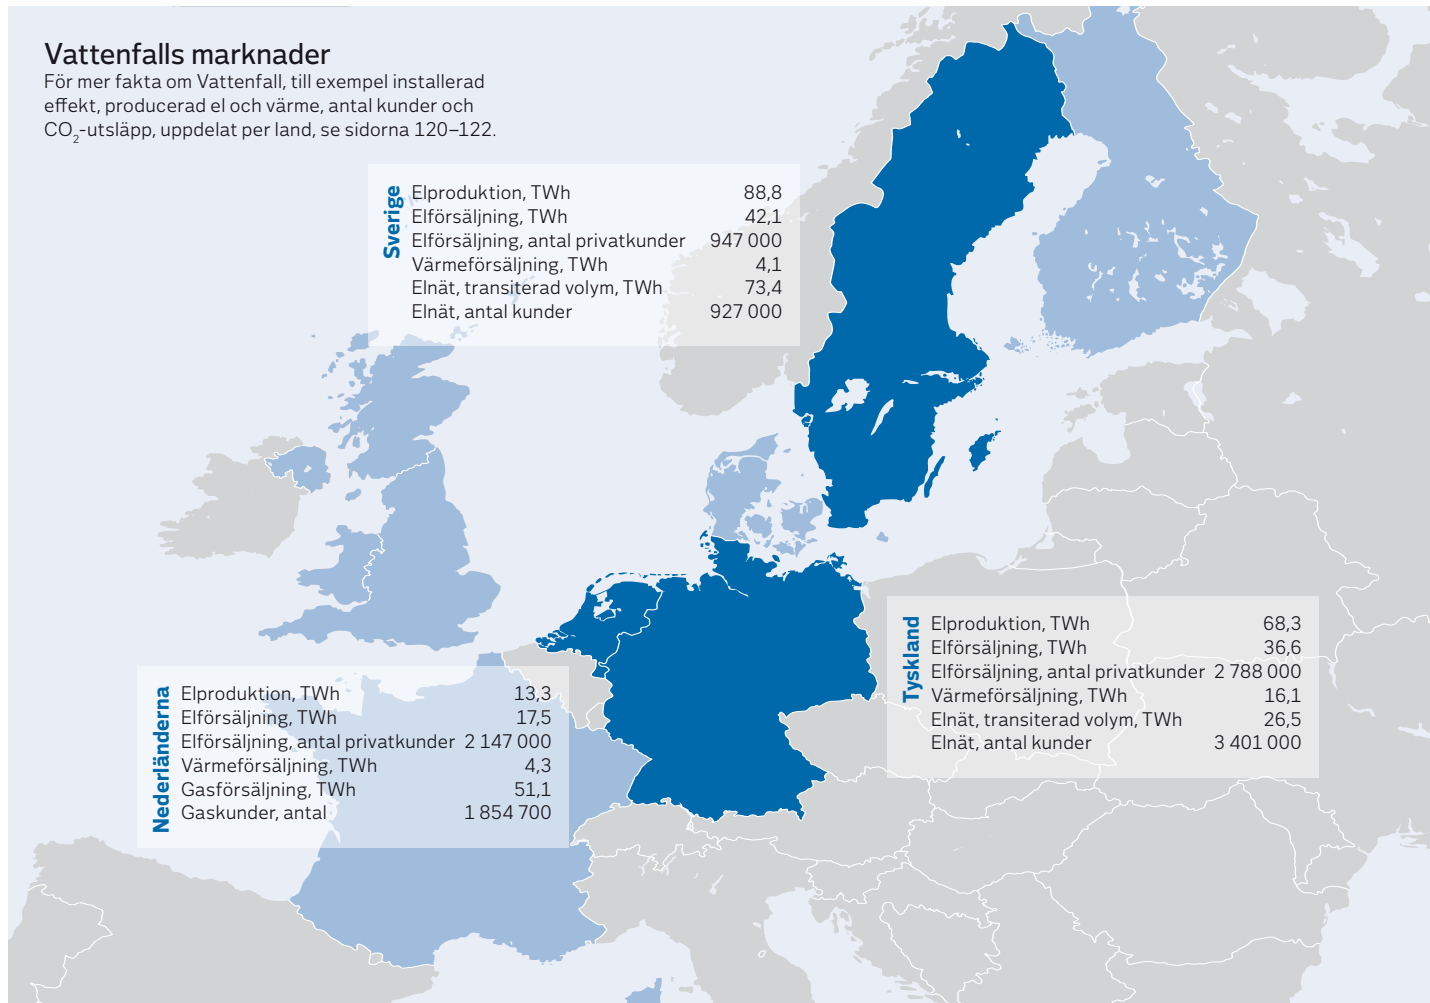 Vattenfalls marknader
För mer fakta om Vattenfall, till exempel installerad
effekt, producerad el och värme, antal kunder och
CO₂-utsläpp, uppdelat per land, se sidorna 120–122.
Sverige
Elproduktion, TWh 88,8
Elförsäljning, TWh 42,1
Elförsäljning, antal privatkunder 947 000
Värmeförsäljning, TWh 4,1
Elnät, transiterad volym, TWh 73,4
Elnät, antal kunder 927 000
Tyskland
Elproduktion, TWh 68,3
Elförsäljning, TWh 36,6
Elförsäljning, antal privatkunder 2 788 000
Värmeförsäljning, TWh 16,1
Elnät, transiterad volym, TWh 26,5
Elnät, antal kunder 3 401 000
Nederländerna
Elproduktion, TWh 13,3
Elförsäljning, TWh 17,5
Elförsäljning, antal privatkunder 2 147 000
Värmeförsäljning, TWh 4,3
Gasförsäljning, TWh 51,1
Gaskunder, antal 1 854 700